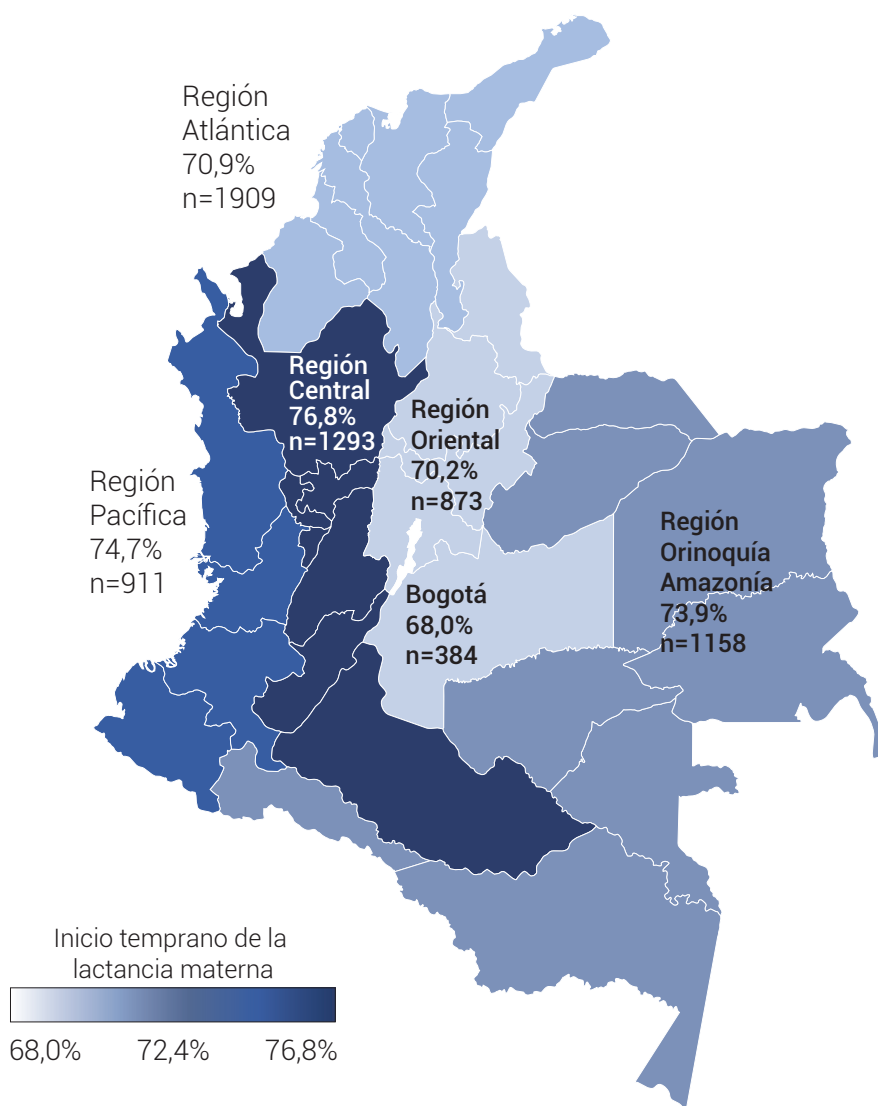 Región
Atlántica
70,9%
n=1909
Región
Central
76,8%
n=1293
Región
Oriental
70,2%
n=873
Región
Pacífica
74,7%
n=911
Región
Orinoquía
Amazonía
73,9%
n=1158
Bogotá
68,0%
n=384
Inicio temprano de la
lactancia materna
68,0% 72,4% 76,8%